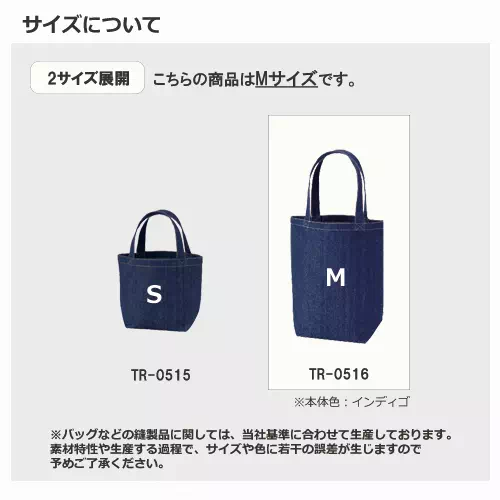 サイズについて
2サイズ展開
こちらの商品はMサイズです。
S
M
TR-0515
TR-0516
※本体色：インディゴ
※バッグなどの縫製品に関しては、当社基準に合わせて生産しております。
素材特性や生産する過程で、サイズや色に若干の誤差が生じますので
予めご了承ください。